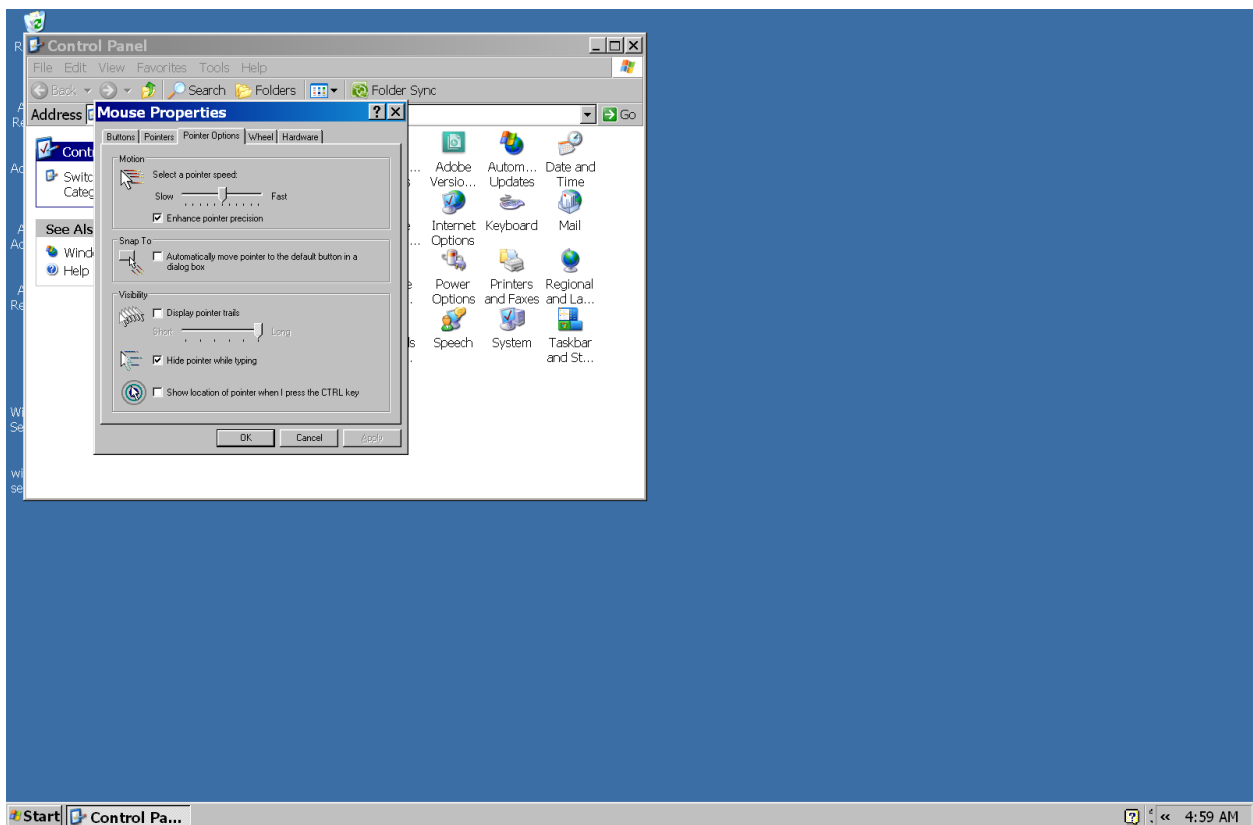 Control Panel
File Edit View Favorites Tools Help
Back Search Folders Folder Sync
Address Go
Mouse Properties
Buttons Pointers Pointer Options Wheel Hardware
Motion
Select a pointer speed:
Slow Fast
Enhance pointer precision
Snap To
Automatically move pointer to the default button in a
dialog box
Visibility
Display pointer trails
Short Long
Hide pointer while typing
Show location of pointer when I press the CTRL key
OK Cancel Apply
See Als
Help
Adobe Autom... Date and
Versio... Updates Time
Internet Keyboard Mail
Options
Power Printers Regional
Options and Faxes and La...
Speech System Taskbar
and St...
Start Control Pa... 4:59 AM